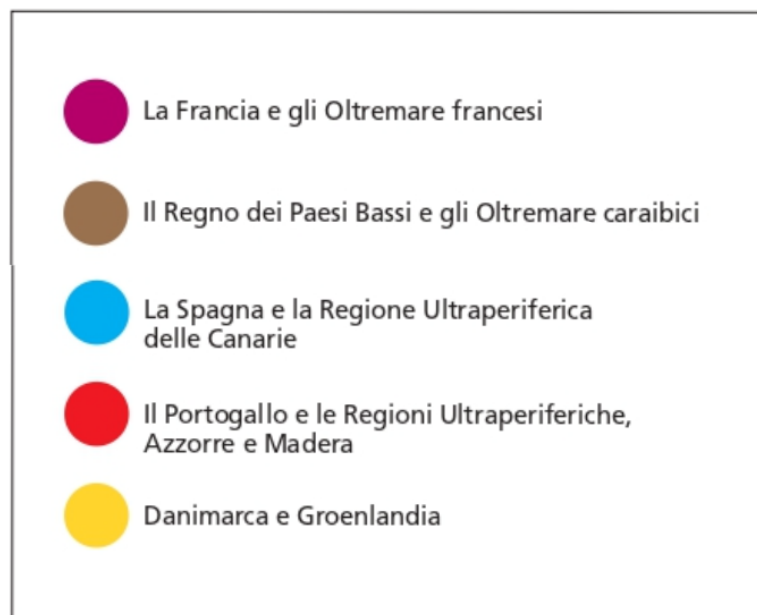 La Francia e gli Oltremare francesi
Il Regno dei Paesi Bassi e gli Oltremare caraibici
La Spagna e la Regione Ultraperiferica
delle Canarie
Il Portogallo e le Regioni Ultraperiferiche,
Azzorre e Madera
Danimarca e Groenlandia